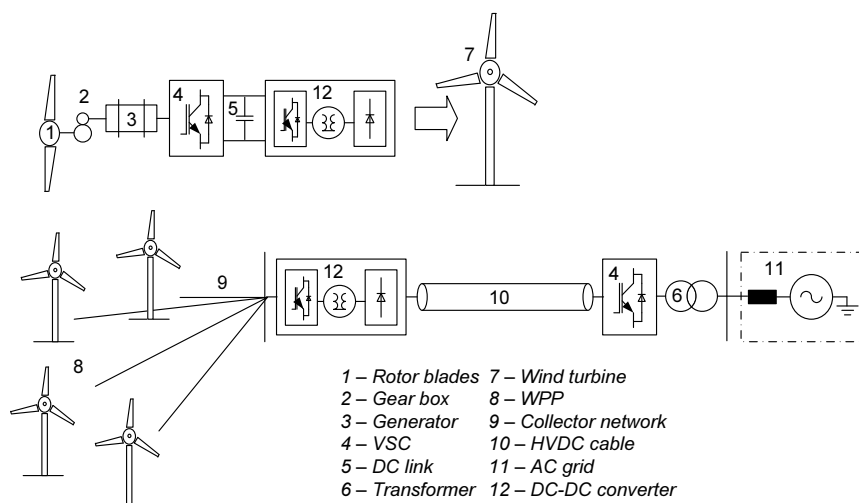 7
2
4
12
5
1
3
9
12
4
11
10
6
8
1 – Rotor blades 7 – Wind turbine
2 – Gear box 8 – WPP
3 – Generator 9 – Collector network
4 – VSC 10 – HVDC cable
5 – DC link 11 – AC grid
6 – Transformer 12 – DC-DC converter